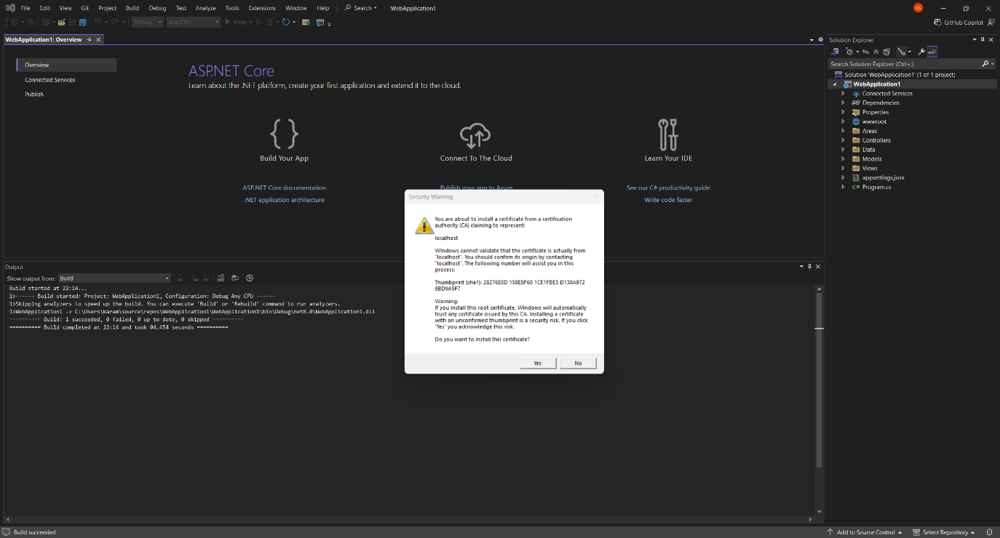 File Edit View Git Project Build Debug Test Analyze Tools Extensions Window Help Search WebApplication1 KS
Debug Any CPU https GitHub Copilot
WebApplication1: Overview
Overview
Connected Services
Publish
ASP.NET Core
Learn about the .NET platform, create your first application and extend it to the cloud.
Build Your App
Connect To The Cloud
Learn Your IDE
ASP.NET Core documentation
.NET application architecture
Publish your app to Azure
See our C# productivity guide
Write code faster
Security Warning
You are about to install a certificate from a certification
authority (CA) claiming to represent:
localhost
Windows cannot validate that the certificate is actually from
"localhost". You should confirm its origin by contacting
"localhost". The following number will assist you in this
process:
Thumbprint (sha1): 28276E0D 158E8F60 1CE1FBE5 D138A972
8BD9A5F7
Warning:
If you install this root certificate, Windows will automatically
trust any certificate issued by this CA. Installing a certificate
with an unconfirmed thumbprint is a security risk. If you click
"Yes" you acknowledge this risk.
Do you want to install this certificate?
Yes No
Output
Show output from: Build
Build started at 22:14...
1>------ Build started: Project: WebApplication1, Configuration: Debug Any CPU ------
1>Skipping analyzers to speed up the build. You can execute 'Build' or 'Rebuild' command to run analyzers.
1>WebApplication1 -> C:\Users\karam\source\repos\WebApplication1\WebApplication1\bin\Debug\net8.0\WebApplication1.dll
========== Build: 1 succeeded, 0 failed, 0 up-to-date, 0 skipped ==========
========== Build completed at 22:14 and took 04.454 seconds ==========
Solution Explorer
Search Solution Explorer (Ctrl+;)
Solution 'WebApplication1' (1 of 1 project)
WebApplication1
Connected Services
Dependencies
Properties
wwwroot
Areas
Controllers
Data
Models
Views
appsettings.json
C# Program.cs
Build succeeded
Add to Source Control Select Repository